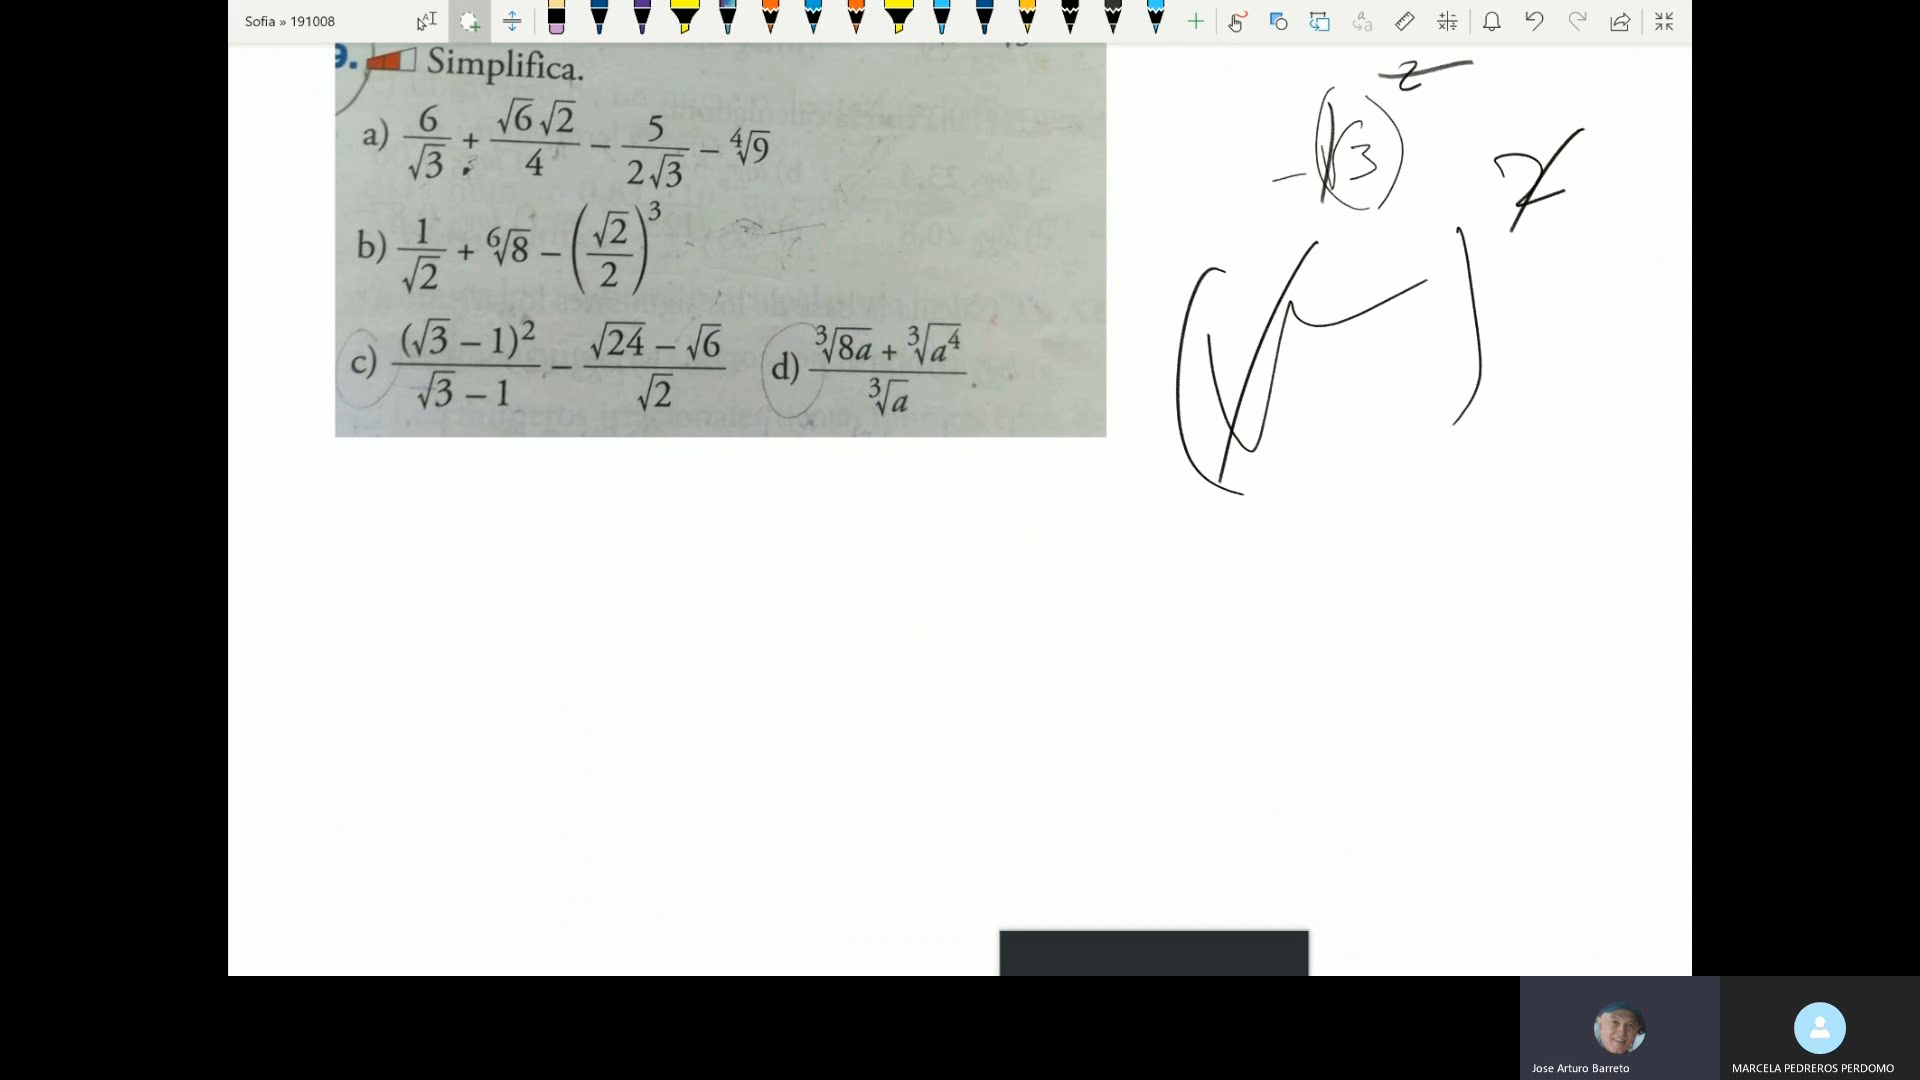 Sofia » 191008
9. Simplifica.
a) 6/√3 + √6 √2/4 − 5/(2√3) − ⁴√9
b) 1/√2 + ⁶√8 − (√2/2)³
c) (√3 − 1)²/(√3 − 1) − (√24 − √6)/√2 d) (³√8a + ³√a⁴)/³√a
2
−(√3) 2
(√ )
Jose Arturo Barreto MARCELA PEDREROS PERDOMO